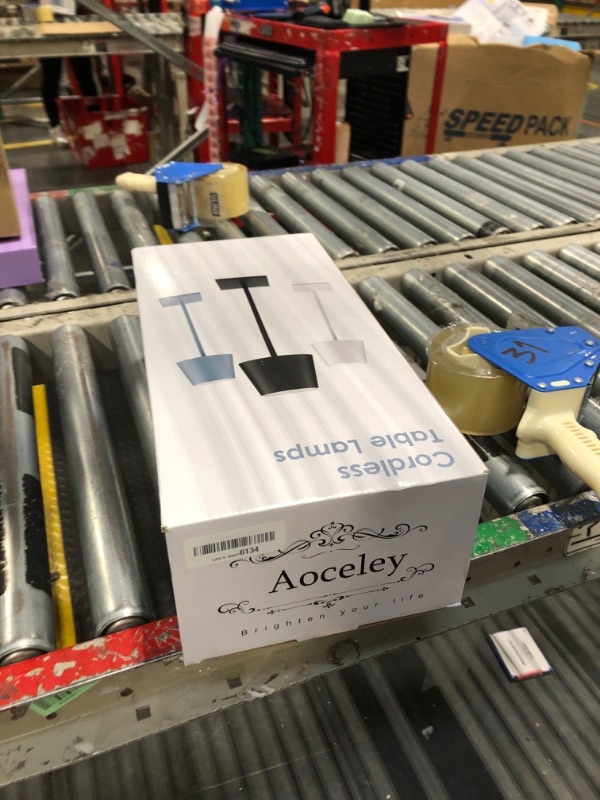 SPEEDPACK
31
Cordless
Table Lamps
6134
Aoceley
Brighten your life